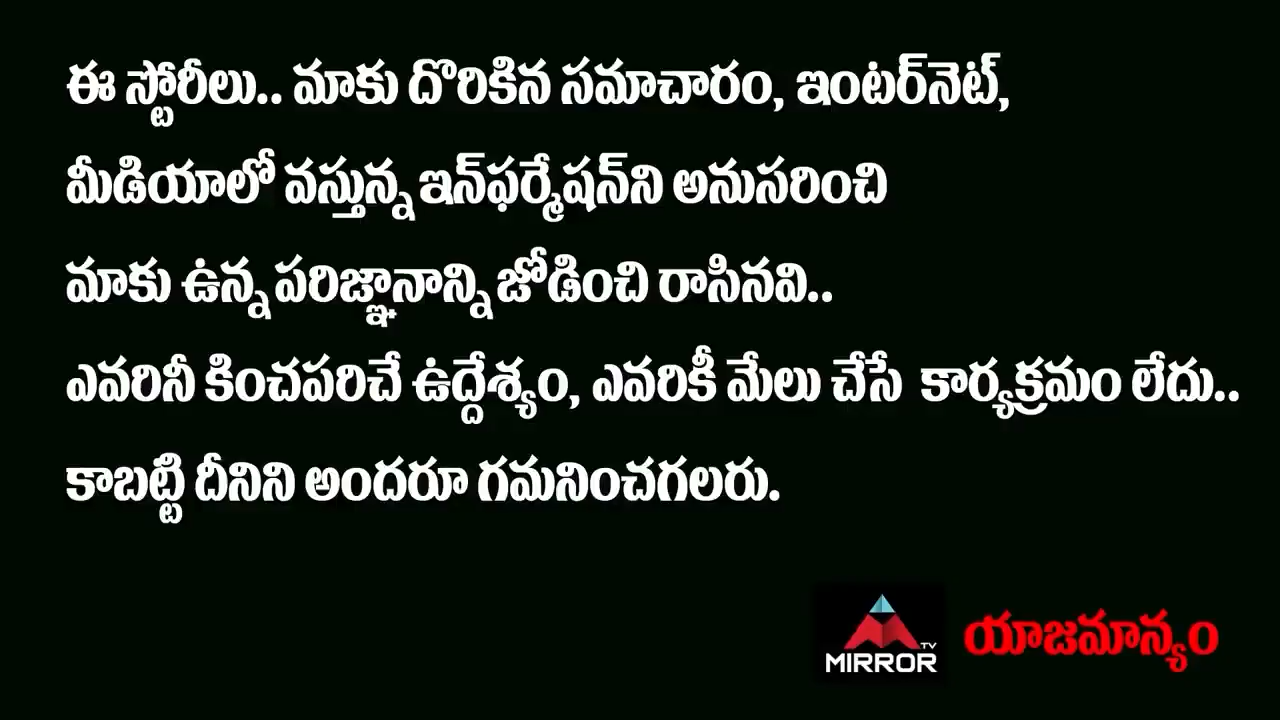 ఈ స్టోరీలు.. మాకు దొరికిన సమాచారం, ఇంటర్‌నెట్,
మీడియాలో వస్తున్న ఇన్‌ఫర్మేషన్‌ని అనుసరించి
మాకు ఉన్న పరిజ్ఞానాన్ని జోడించి రాసినవి..
ఎవరినీ కించపరిచే ఉద్దేశ్యం, ఎవరికీ మేలు చేసే కార్యక్రమం లేదు..
కాబట్టి దీనిని అందరూ గమనించగలరు.
MIRROR TV యాజమాన్యం